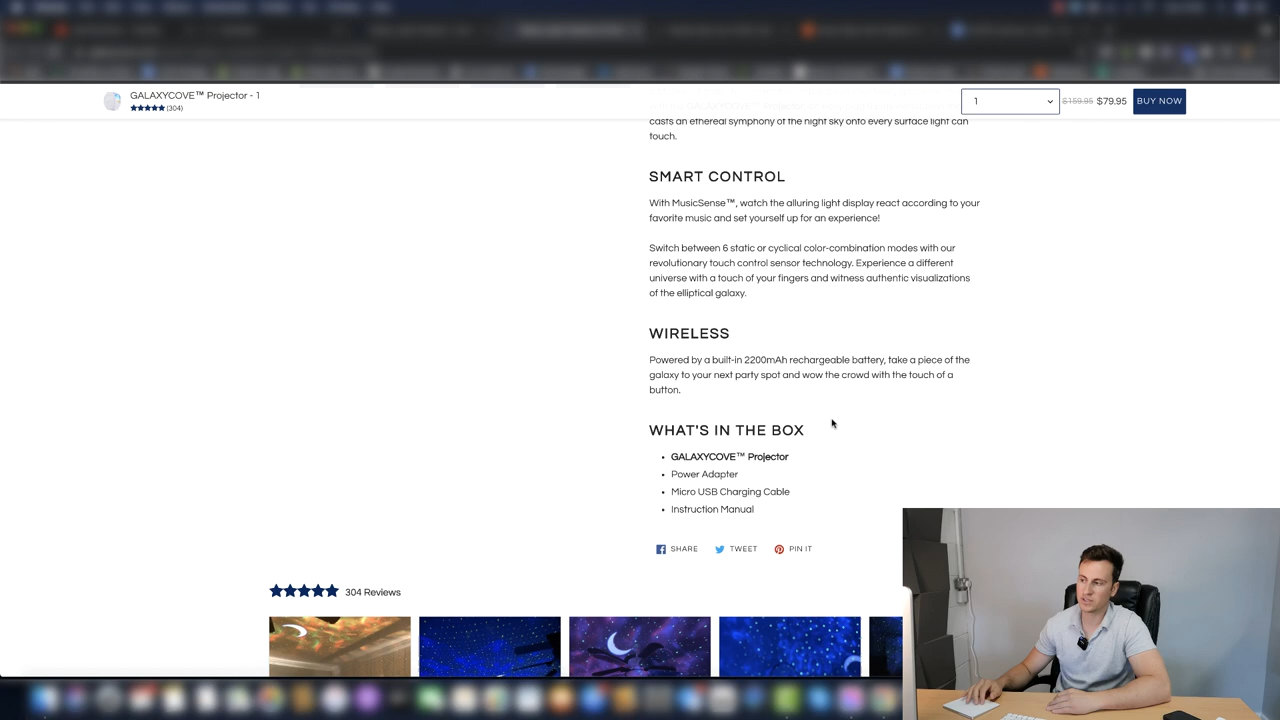 GALAXYCOVE™ Projector - 1
(304)
1
$159.95 $79.95
BUY NOW
casts an ethereal symphony of the night sky onto every surface light can
touch.
SMART CONTROL
With MusicSense™, watch the alluring light display react according to your
favorite music and set yourself up for an experience!
Switch between 6 static or cyclical color-combination modes with our
revolutionary touch control sensor technology. Experience a different
universe with a touch of your fingers and witness authentic visualizations
of the elliptical galaxy.
WIRELESS
Powered by a built-in 2200mAh rechargeable battery, take a piece of the
galaxy to your next party spot and wow the crowd with the touch of a
button.
WHAT'S IN THE BOX
• GALAXYCOVE™ Projector
• Power Adapter
• Micro USB Charging Cable
• Instruction Manual
SHARE TWEET PIN IT
304 Reviews